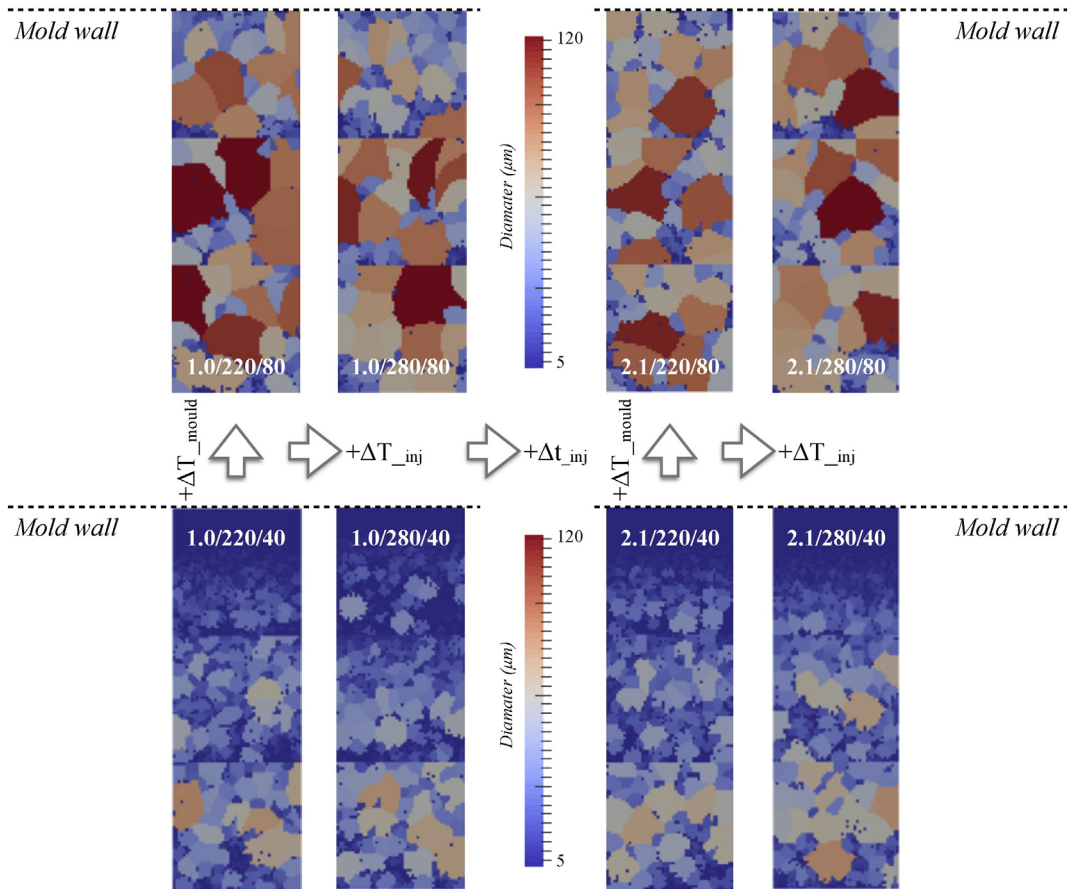 Mold wall
Mold wall
120
Diamater (μm)
5
1.0/220/80
1.0/280/80
2.1/220/80
2.1/280/80
+ΔT_mould
+ΔT_inj
+Δt_inj
+ΔT_mould
+ΔT_inj
Mold wall
Mold wall
1.0/220/40
1.0/280/40
120
2.1/220/40
2.1/280/40
Diamater (μm)
5